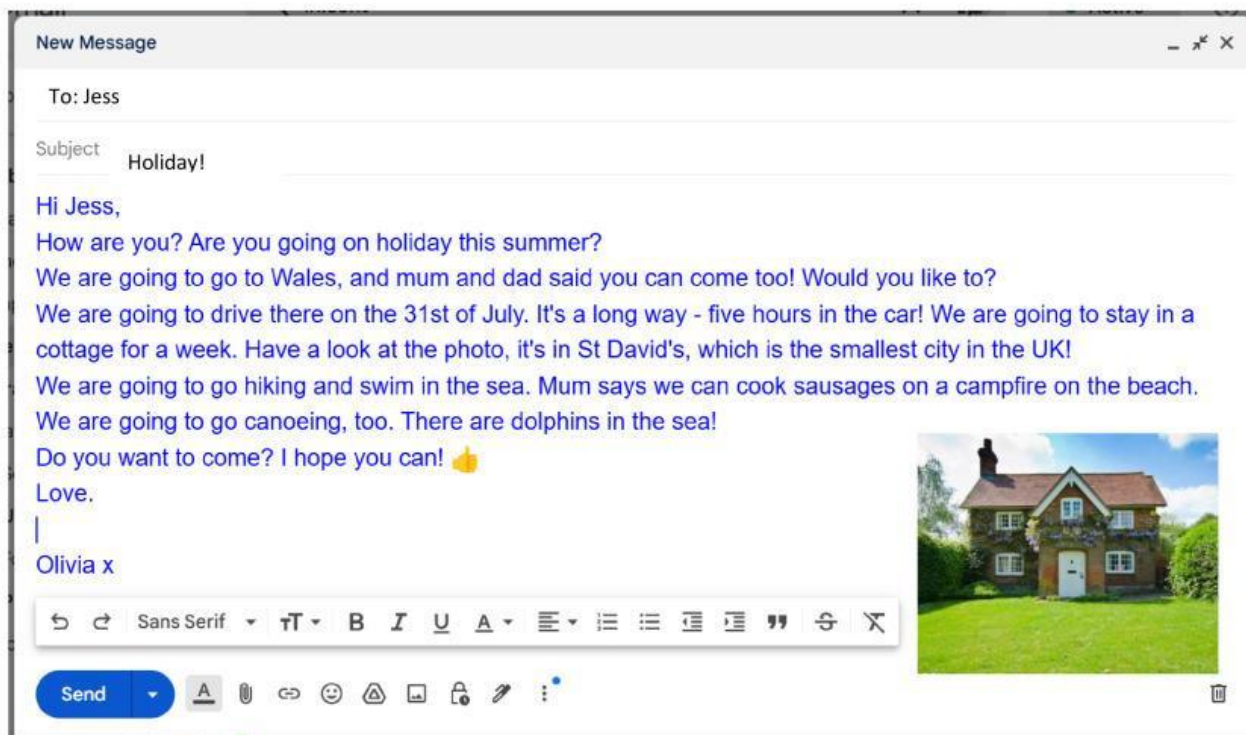 New Message
To: Jess
Subject Holiday!
Hi Jess,
How are you? Are you going on holiday this summer?
We are going to go to Wales, and mum and dad said you can come too! Would you like to?
We are going to drive there on the 31st of July. It's a long way - five hours in the car! We are going to stay in a
cottage for a week. Have a look at the photo, it's in St David's, which is the smallest city in the UK!
We are going to go hiking and swim in the sea. Mum says we can cook sausages on a campfire on the beach.
We are going to go canoeing, too. There are dolphins in the sea!
Do you want to come? I hope you can! 👍
Love.
Olivia x
Sans Serif
Send